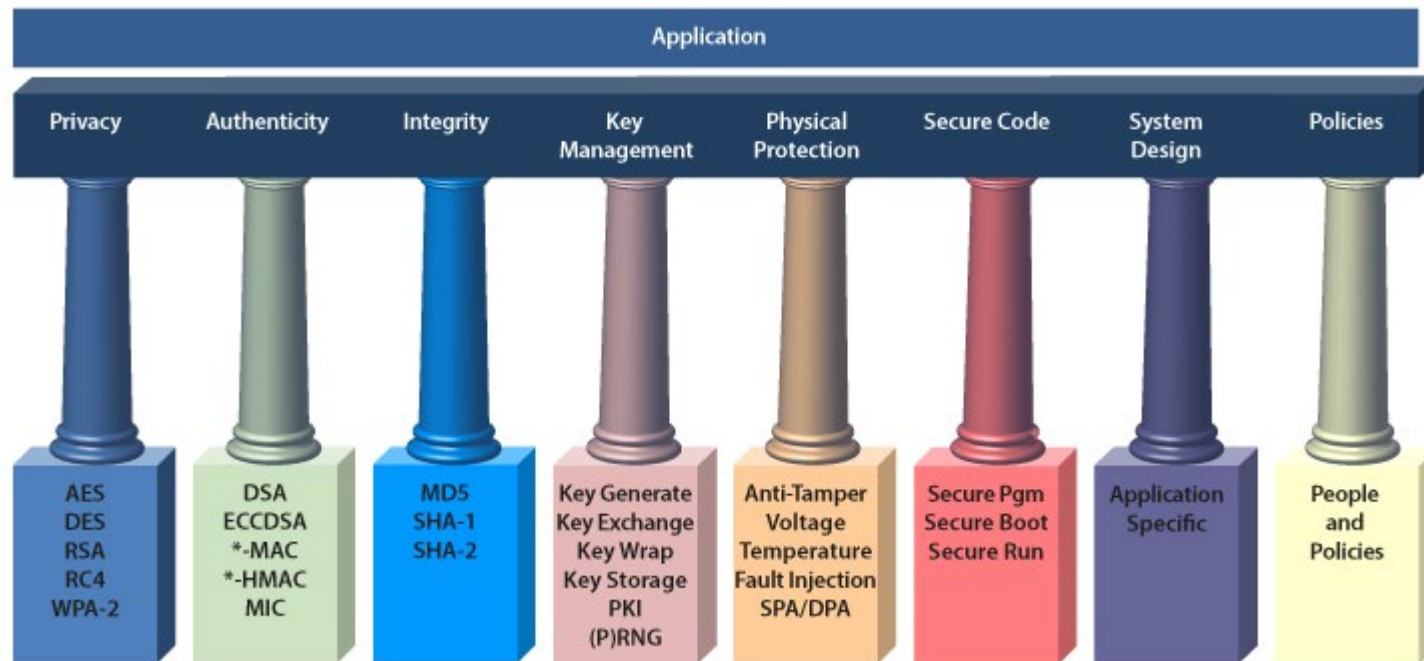 Application
Privacy
Authenticity
Integrity
Key
Management
Physical
Protection
Secure Code
System
Design
Policies
AES
DES
RSA
RC4
WPA-2
DSA
ECCDSA
*-MAC
*-HMAC
MIC
MD5
SHA-1
SHA-2
Key Generate
Key Exchange
Key Wrap
Key Storage
PKI
(P)RNG
Anti-Tamper
Voltage
Temperature
Fault Injection
SPA/DPA
Secure Pgm
Secure Boot
Secure Run
Application
Specific
People
and
Policies